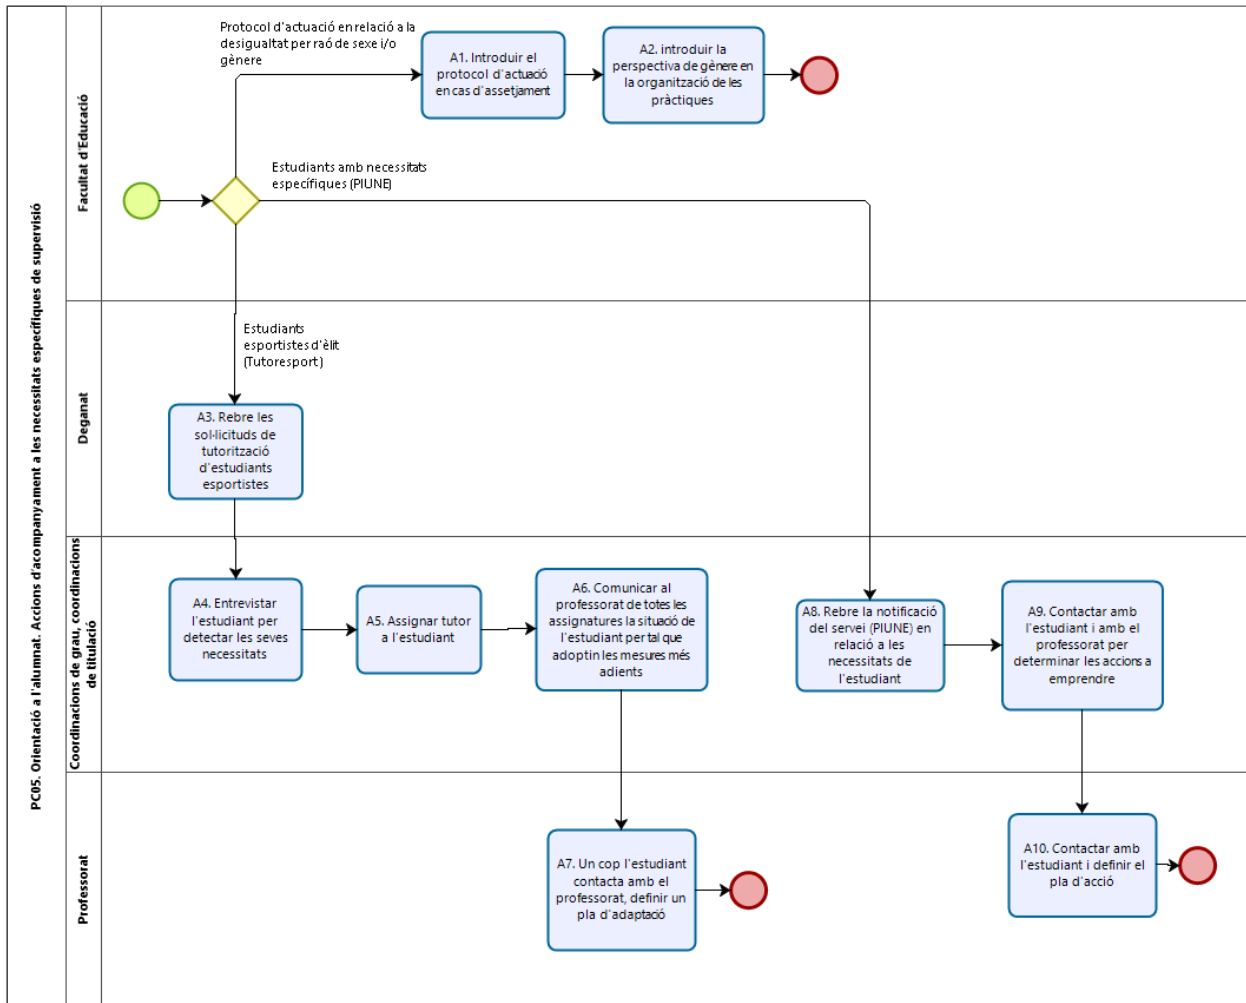 PC05. Orientació a l'alumnat. Accions d'acompanyament a les necessitats específiques de supervisió
Facultat d'Educació
Protocol d'actuació en relació a la
desigualtat per raó de sexe i/o
gènere
A1. Introduir el
protocol d'actuació
en cas d'assetjament
A2. introduir la
perspectiva de gènere en
la organització de les
pràctiques
Estudiants amb necessitats
específiques (PIUNE)
Deganat
Estudiants
esportistes d'èlit
(Tutoresport)
A3. Rebre les
sol·licituds de
tutorització
d'estudiants
esportistes
Coordinacions de grau, coordinacions
de titulació
A4. Entrevistar
l'estudiant per
detectar les seves
necessitats
A5. Assignar tutor
a l'estudiant
A6. Comunicar al
professorat de totes les
assignatures la situació de
l'estudiant per tal que
adoptin les mesures més
adients
A8. Rebre la notificació
del servei (PIUNE) en
relació a les
necessitats de
l'estudiant
A9. Contactar amb
l'estudiant i amb el
professorat per
determinar les accions a
emprendre
Professorat
A7. Un cop l'estudiant
contacta amb el
professorat, definir un
pla d'adaptació
A10. Contactar amb
l'estudiant i definir el
pla d'acció